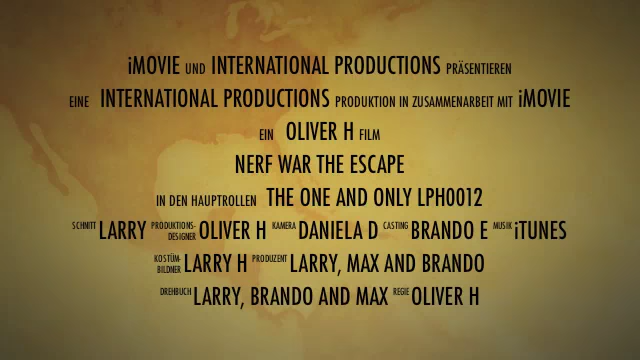 iMOVIE UND INTERNATIONAL PRODUCTIONS PRÄSENTIEREN
EINE INTERNATIONAL PRODUCTIONS PRODUKTION IN ZUSAMMENARBEIT MIT iMOVIE
EIN OLIVER H FILM
NERF WAR THE ESCAPE
IN DEN HAUPTROLLEN THE ONE AND ONLY LPH0012
SCHNITT LARRY PRODUKTIONS-DESIGNER OLIVER H KAMERA DANIELA D CASTING BRANDO E MUSIK iTUNES
KOSTÜM-BILDNER LARRY H PRODUZENT LARRY, MAX AND BRANDO
DREHBUCH LARRY, BRANDO AND MAX REGIE OLIVER H